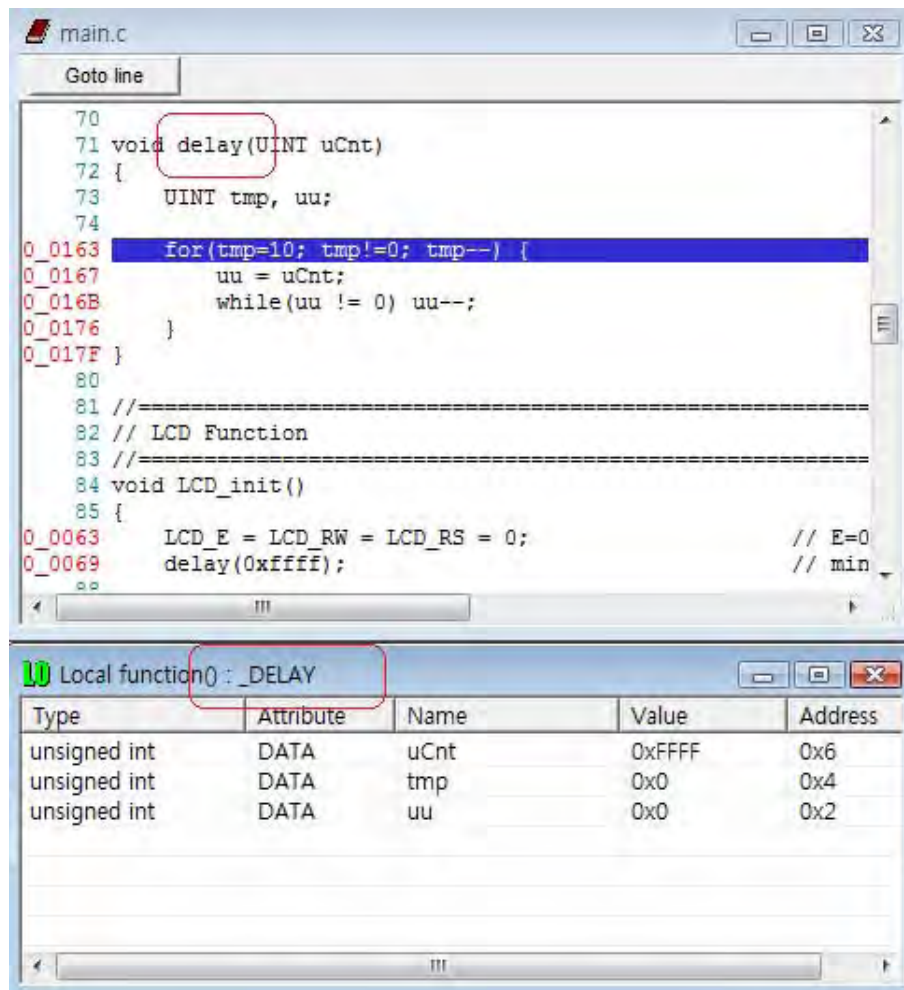 main.c
Goto line
70
71 void delay(UINT uCnt)
72 {
73 UINT tmp, uu;
74
0_0163 for(tmp=10; tmp!=0; tmp--) {
0_0167 uu = uCnt;
0_016B while(uu != 0) uu--;
0_0176 }
0_017F }
80
81 //=======================================================
82 // LCD Function
83 //=======================================================
84 void LCD_init()
85 {
0_0063 LCD_E = LCD_RW = LCD_RS = 0; // E=0
0_0069 delay(0xffff); // min
88
Local function() : _DELAY
Type Attribute Name Value Address
unsigned int DATA uCnt 0xFFFF 0x6
unsigned int DATA tmp 0x0 0x4
unsigned int DATA uu 0x0 0x2